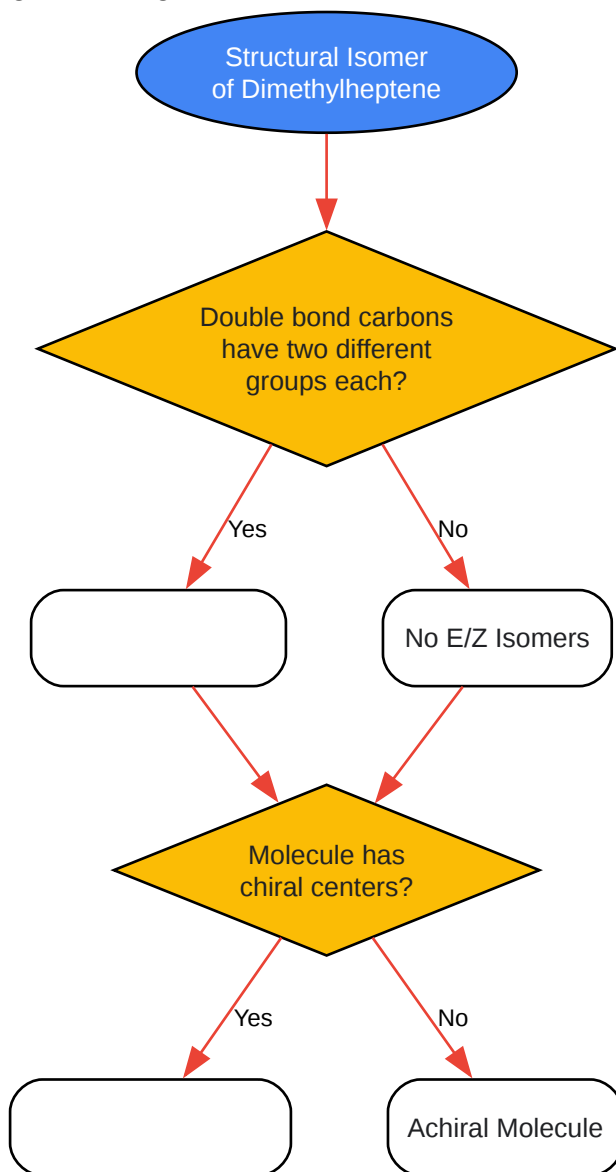 Structural Isomer
of Dimethylheptene
Double bond carbons
have two different
groups each?
Yes
No
No E/Z Isomers
Molecule has
chiral centers?
Yes
No
Achiral Molecule